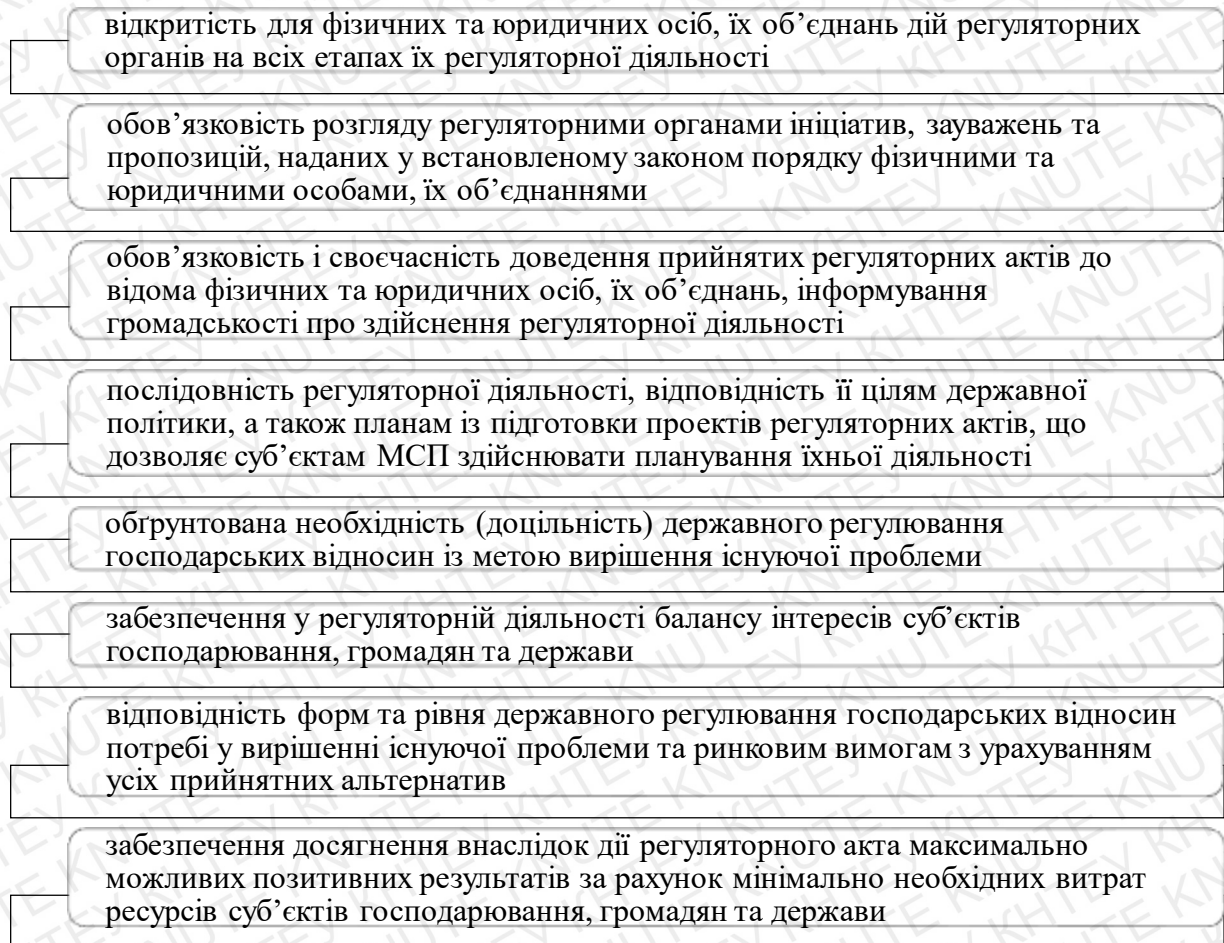 відкритість для фізичних та юридичних осіб, їх об’єднань дій регуляторних
органів на всіх етапах їх регуляторної діяльності
обов’язковість розгляду регуляторними органами ініціатив, зауважень та
пропозицій, наданих у встановленому законом порядку фізичними та
юридичними особами, їх об’єднаннями
обов’язковість і своєчасність доведення прийнятих регуляторних актів до
відома фізичних та юридичних осіб, їх об’єднань, інформування
громадськості про здійснення регуляторної діяльності
послідовність регуляторної діяльності, відповідність її цілям державної
політики, а також планам із підготовки проектів регуляторних актів, що
дозволяє суб’єктам МСП здійснювати планування їхньої діяльності
обґрунтована необхідність (доцільність) державного регулювання
господарських відносин із метою вирішення існуючої проблеми
забезпечення у регуляторній діяльності балансу інтересів суб’єктів
господарювання, громадян та держави
відповідність форм та рівня державного регулювання господарських відносин
потребі у вирішенні існуючої проблеми та ринковим вимогам з урахуванням
усіх прийнятних альтернатив
забезпечення досягнення внаслідок дії регуляторного акта максимально
можливих позитивних результатів за рахунок мінімально необхідних витрат
ресурсів суб’єктів господарювання, громадян та держави